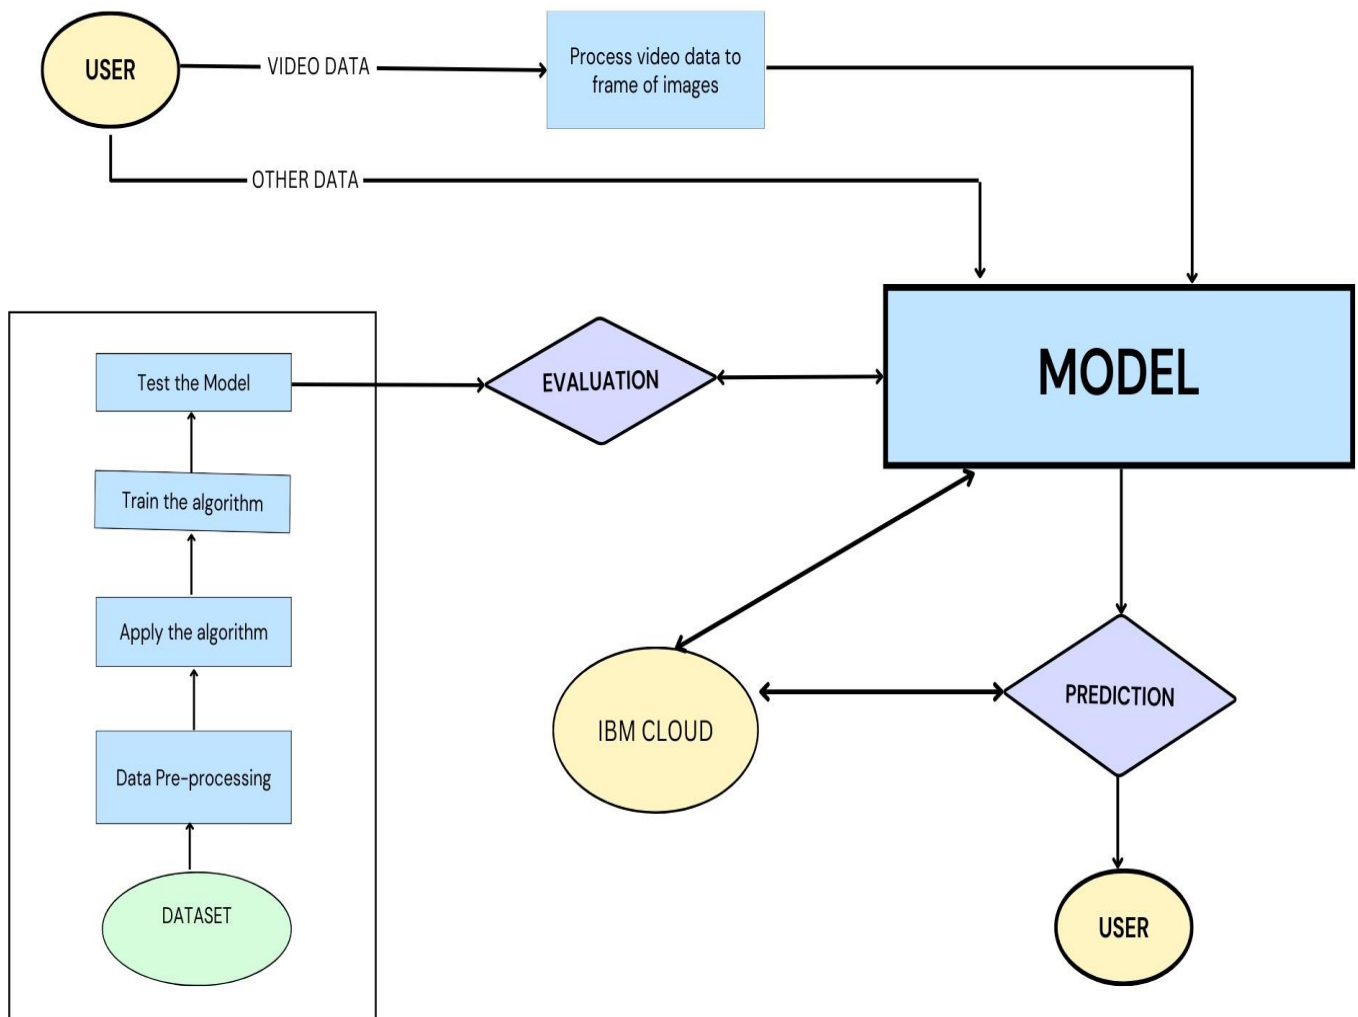 USER
VIDEO DATA
Process video data to
frame of images
OTHER DATA
MODEL
Test the Model
EVALUATION
Train the algorithm
Apply the algorithm
IBM CLOUD
PREDICTION
Data Pre-processing
DATASET
USER